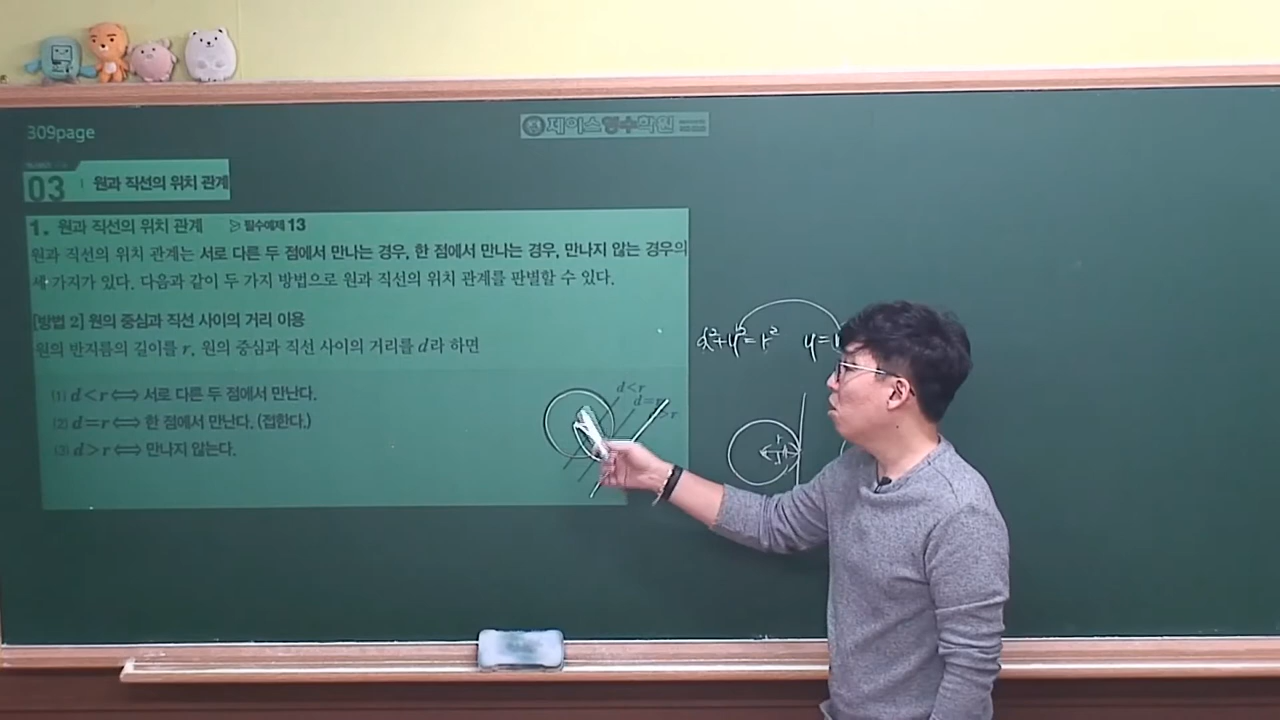 309page
제이스영수학원
03 원과 직선의 위치 관계
1. 원과 직선의 위치 관계 ▷ 필수예제 13
원과 직선의 위치 관계는 서로 다른 두 점에서 만나는 경우, 한 점에서 만나는 경우, 만나지 않는 경우의
세 가지가 있다. 다음과 같이 두 가지 방법으로 원과 직선의 위치 관계를 판별할 수 있다.
[방법 2] 원의 중심과 직선 사이의 거리 이용
원의 반지름의 길이를 r, 원의 중심과 직선 사이의 거리를 d라 하면
(1) d<r ⟺ 서로 다른 두 점에서 만난다.
(2) d=r ⟺ 한 점에서 만난다. (접한다.)
(3) d>r ⟺ 만나지 않는다.
d<r
d=r
>r
x²+y²=r²
y=
r
d